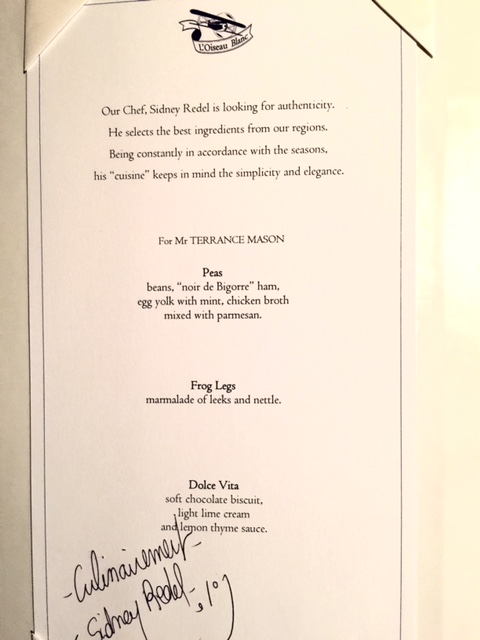 L'Oiseau Blanc
Our Chef, Sidney Redel is looking for authenticity.
He selects the best ingredients from our regions.
Being constantly in accordance with the seasons,
his "cuisine" keeps in mind the simplicity and elegance.
For Mr TERRANCE MASON
Peas
beans, "noir de Bigorre" ham,
egg yolk with mint, chicken broth
mixed with parmesan.
Frog Legs
marmalade of leeks and nettle.
Dolce Vita
soft chocolate biscuit,
light lime cream
and lemon thyme sauce.
- Culinairement -
Sidney Redel